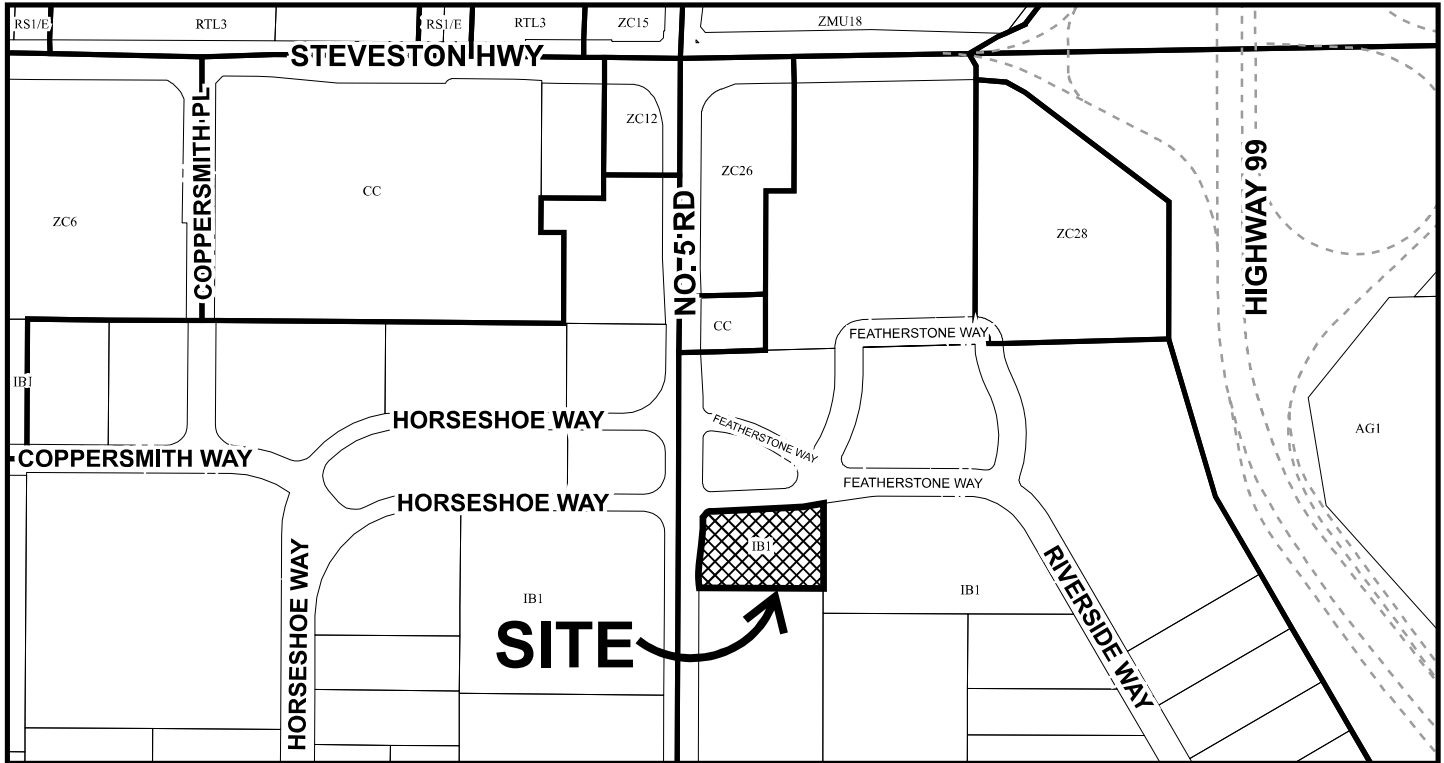 RS1/E
RTL3
RS1/E
RTL3
ZC15
ZMU18
STEVESTON HWY
COPPERSMITH PL
ZC12
CC
ZC26
NO. 5 RD
ZC6
ZC28
HIGHWAY 99
CC
FEATHERSTONE WAY
IB1
HORSESHOE WAY
FEATHERSTONE WAY
AG1
COPPERSMITH WAY
FEATHERSTONE WAY
HORSESHOE WAY
IB1
HORSESHOE WAY
IB1
IB1
RIVERSIDE WAY
SITE